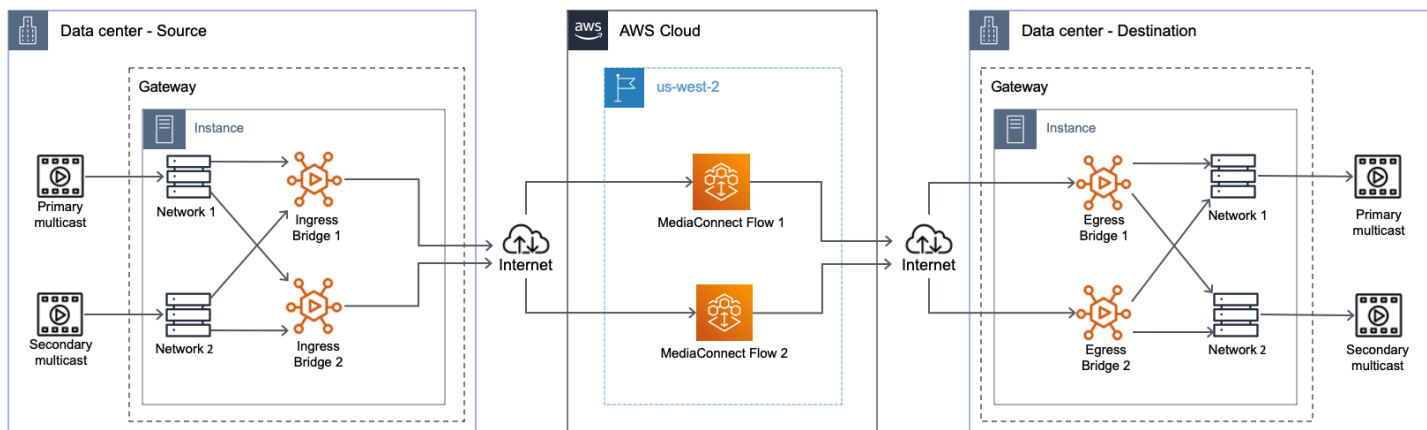 Data center - Source
Gateway
Instance
Primary
multicast
Network 1
Ingress
Bridge 1
Secondary
multicast
Network 2
Ingress
Bridge 2
Internet
aws
AWS Cloud
us-west-2
MediaConnect Flow 1
MediaConnect Flow 2
Internet
Data center - Destination
Gateway
Instance
Egress
Bridge 1
Network 1
Primary
multicast
Egress
Bridge 2
Network 2
Secondary
multicast